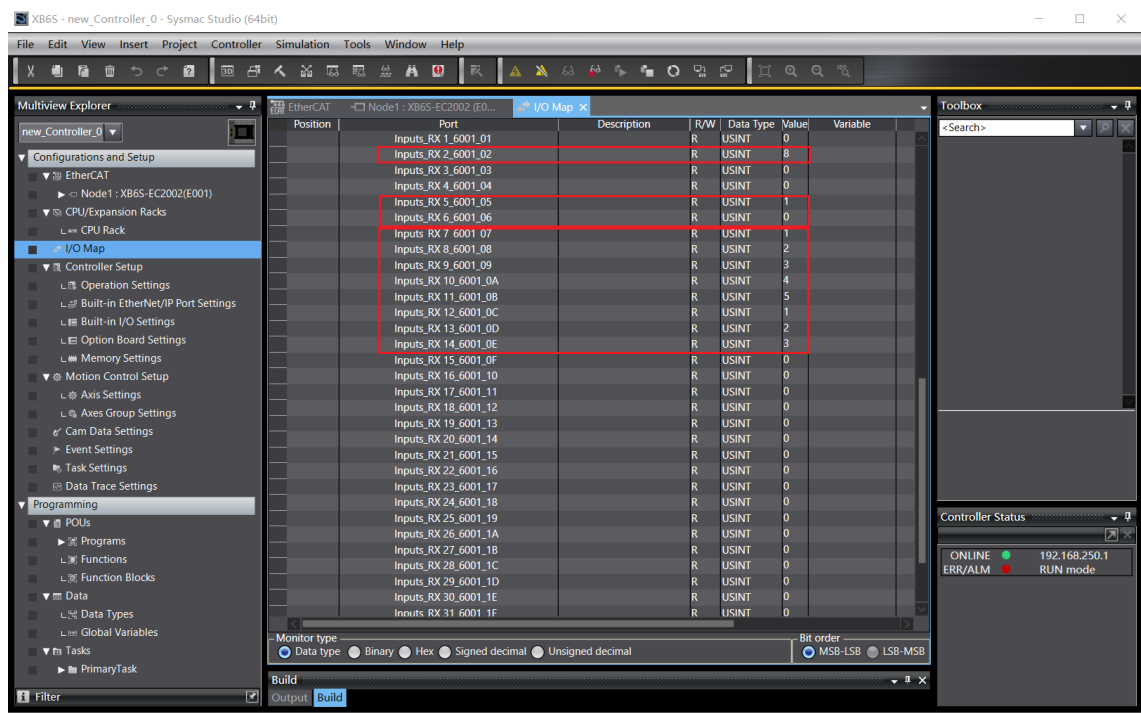 XB6S - new_Controller_0 - Sysmac Studio (64bit)
File Edit View Insert Project Controller Simulation Tools Window Help
Multiview Explorer
new_Controller_0
Configurations and Setup
EtherCAT
Node1 : XB6S-EC2002(E001)
CPU/Expansion Racks
CPU Rack
I/O Map
Controller Setup
Operation Settings
Built-in EtherNet/IP Port Settings
Built-in I/O Settings
Option Board Settings
Memory Settings
Motion Control Setup
Axis Settings
Axes Group Settings
Cam Data Settings
Event Settings
Task Settings
Data Trace Settings
Programming
POUs
Programs
Functions
Function Blocks
Data
Data Types
Global Variables
Tasks
PrimaryTask
Filter
EtherCAT Node1 : XB6S-EC2002 (E0... I/O Map
Position Port Description R/W Data Type Value Variable
Inputs_RX 1_6001_01 R USINT 0
Inputs_RX 2_6001_02 R USINT 8
Inputs_RX 3_6001_03 R USINT 0
Inputs_RX 4_6001_04 R USINT 0
Inputs_RX 5_6001_05 R USINT 1
Inputs_RX 6_6001_06 R USINT 0
Inputs_RX 7_6001_07 R USINT 1
Inputs_RX 8_6001_08 R USINT 2
Inputs_RX 9_6001_09 R USINT 3
Inputs_RX 10_6001_0A R USINT 4
Inputs_RX 11_6001_0B R USINT 5
Inputs_RX 12_6001_0C R USINT 1
Inputs_RX 13_6001_0D R USINT 2
Inputs_RX 14_6001_0E R USINT 3
Inputs_RX 15_6001_0F R USINT 0
Inputs_RX 16_6001_10 R USINT 0
Inputs_RX 17_6001_11 R USINT 0
Inputs_RX 18_6001_12 R USINT 0
Inputs_RX 19_6001_13 R USINT 0
Inputs_RX 20_6001_14 R USINT 0
Inputs_RX 21_6001_15 R USINT 0
Inputs_RX 22_6001_16 R USINT 0
Inputs_RX 23_6001_17 R USINT 0
Inputs_RX 24_6001_18 R USINT 0
Inputs_RX 25_6001_19 R USINT 0
Inputs_RX 26_6001_1A R USINT 0
Inputs_RX 27_6001_1B R USINT 0
Inputs_RX 28_6001_1C R USINT 0
Inputs_RX 29_6001_1D R USINT 0
Inputs_RX 30_6001_1E R USINT 0
Inputs_RX 31_6001_1F R USINT 0
Monitor type
Data type Binary Hex Signed decimal Unsigned decimal
Bit order
MSB-LSB LSB-MSB
Build
Output Build
Toolbox
<Search>
Controller Status
ONLINE 192.168.250.1
ERR/ALM RUN mode